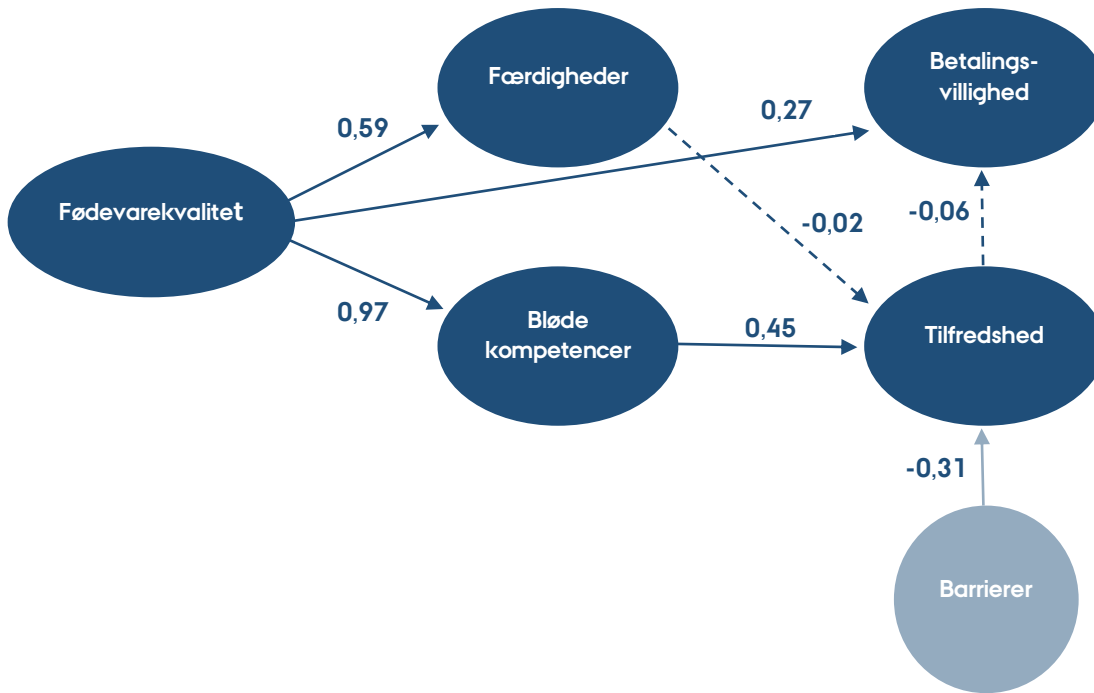 Færdigheder
Betalings-
villighed
0,27
0,59
Fødevarekvalitet
-0,02
-0,06
0,97
Bløde
kompetencer
0,45
Tilfredshed
-0,31
Barrierer